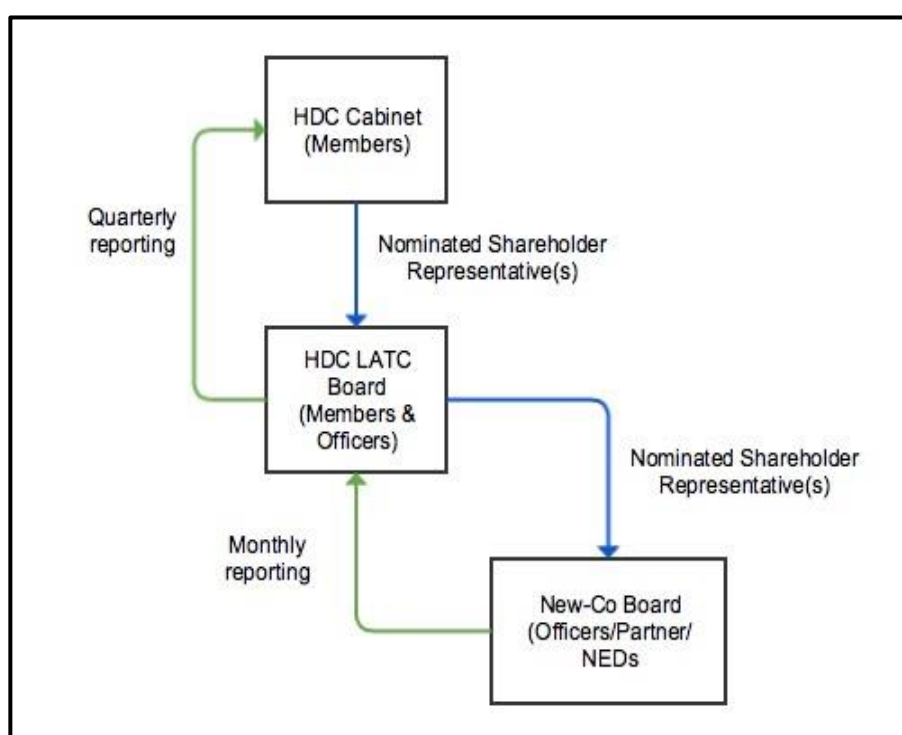 HDC Cabinet
(Members)
Quarterly
reporting
Nominated Shareholder
Representative(s)
HDC LATC
Board
(Members &
Officers)
Nominated Shareholder
Representative(s)
Monthly
reporting
New-Co Board
(Officers/Partner/
NEDs